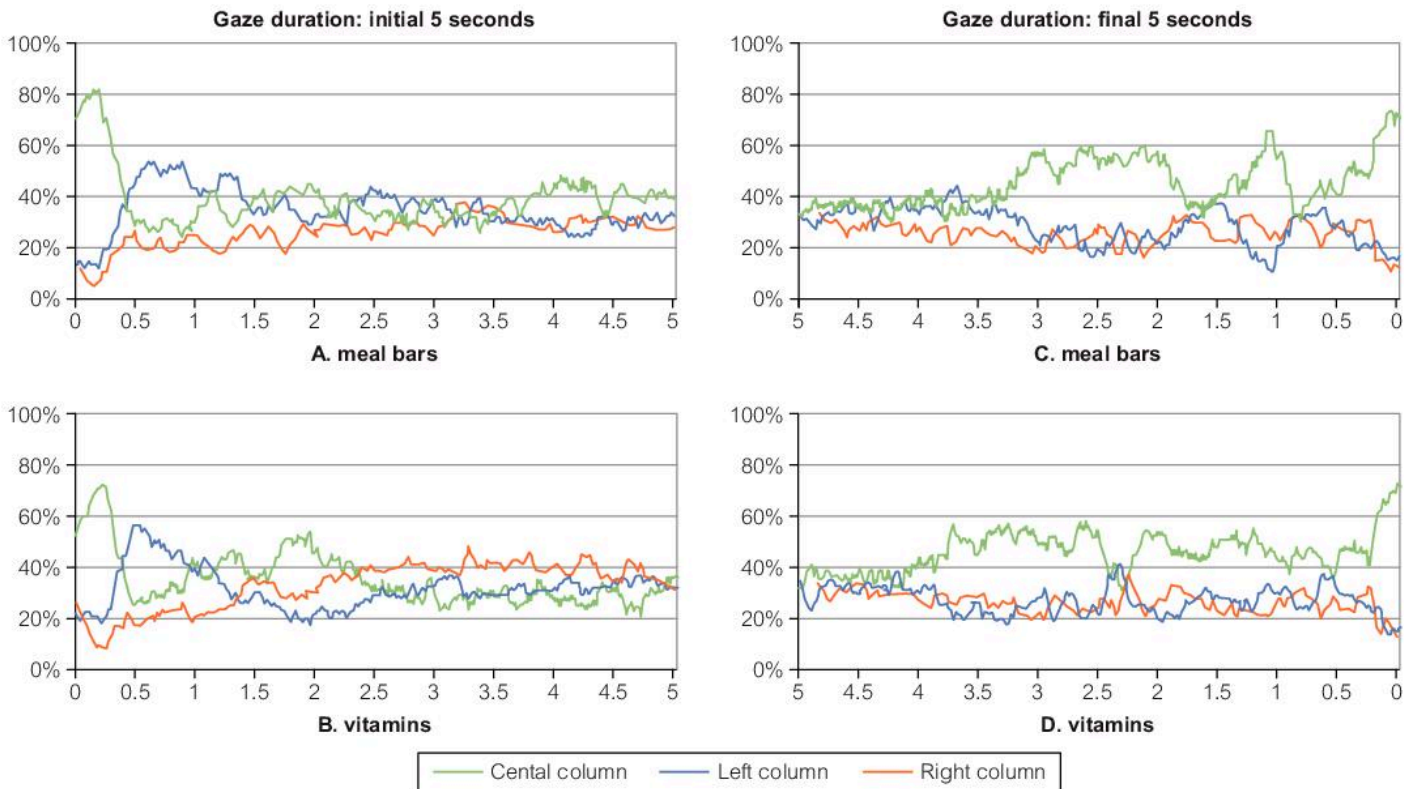 Gaze duration: initial 5 seconds
100%
80%
60%
40%
20%
0%
0 0.5 1 1.5 2 2.5 3 3.5 4 4.5 5
A. meal bars
Gaze duration: final 5 seconds
100%
80%
60%
40%
20%
0%
5 4.5 4 3.5 3 2.5 2 1.5 1 0.5 0
C. meal bars
100%
80%
60%
40%
20%
0%
0 0.5 1 1.5 2 2.5 3 3.5 4 4.5 5
B. vitamins
100%
80%
60%
40%
20%
0%
5 4.5 4 3.5 3 2.5 2 1.5 1 0.5 0
D. vitamins
Cental column Left column Right column